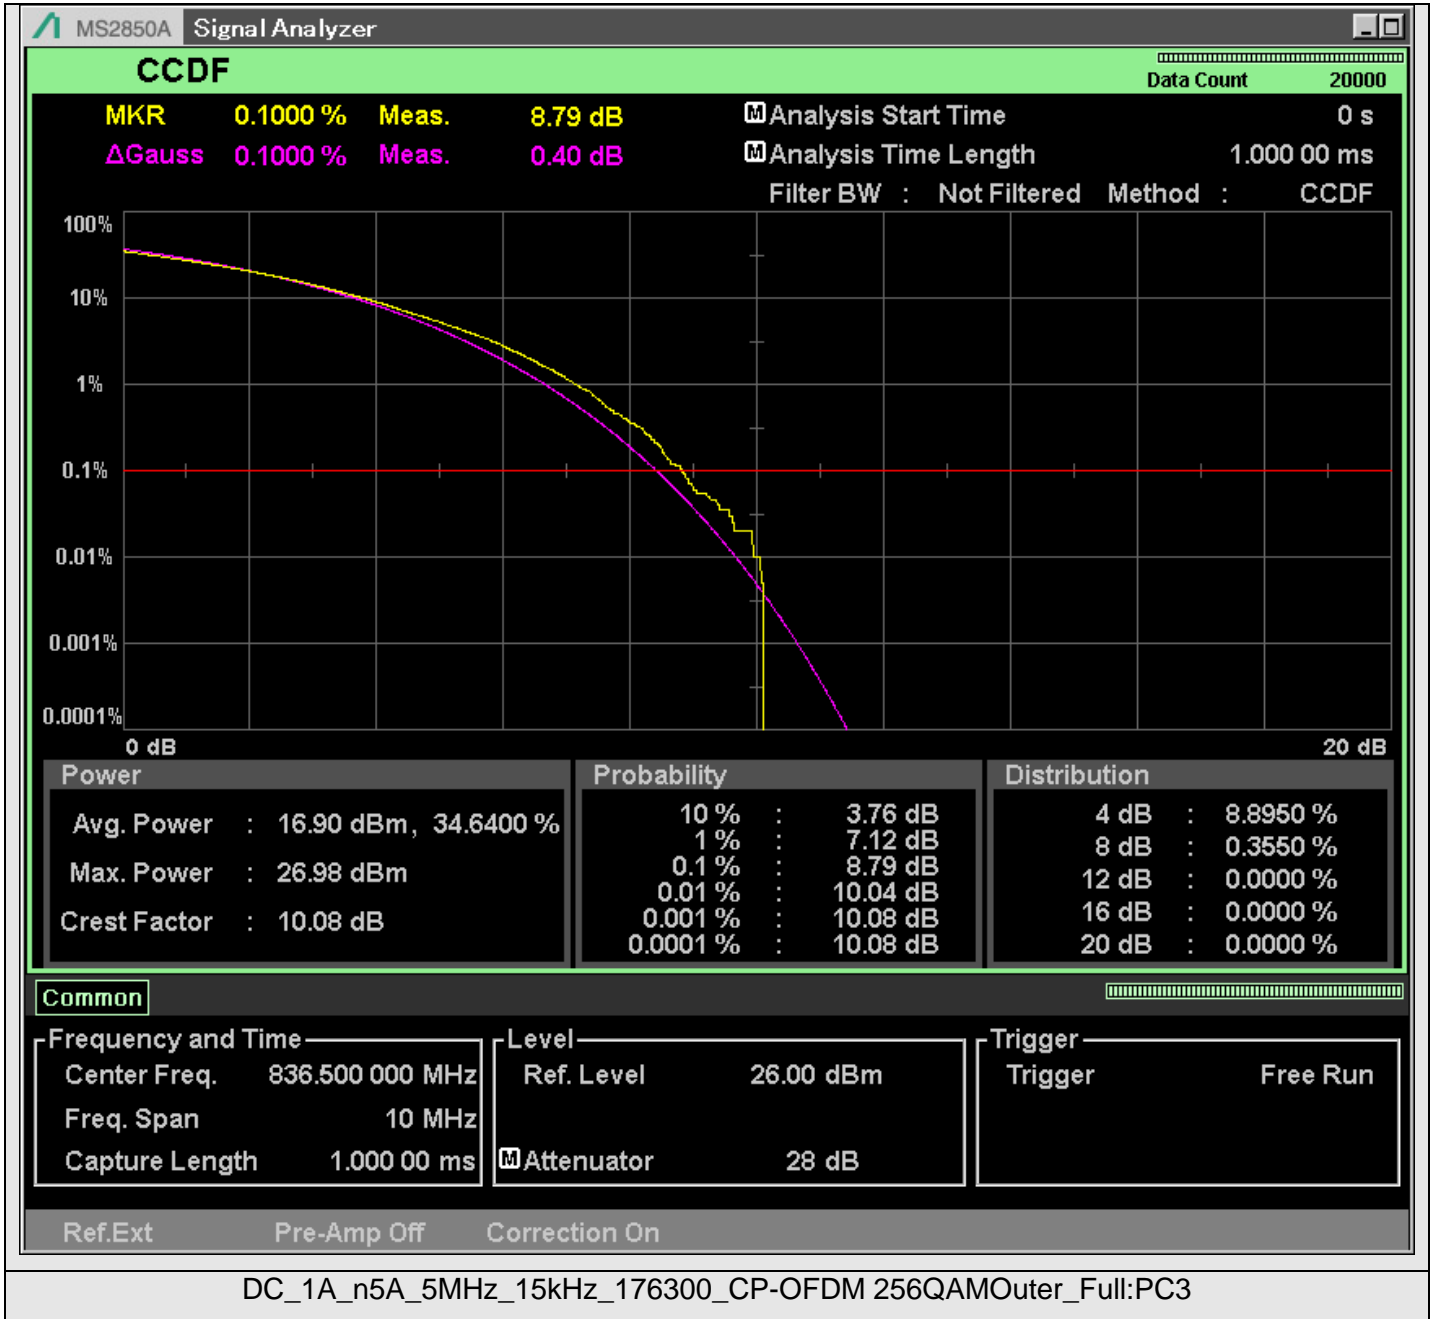 MS2850A Signal Analyzer
CCDF
Data Count 20000
MKR 0.1000 % Meas. 8.79 dB
ΔGauss 0.1000 % Meas. 0.40 dB
M Analysis Start Time 0 s
M Analysis Time Length 1.000 00 ms
Filter BW : Not Filtered Method : CCDF
100%
10%
1%
0.1%
0.01%
0.001%
0.0001%
0 dB 20 dB
Power
Avg. Power : 16.90 dBm, 34.6400 %
Max. Power : 26.98 dBm
Crest Factor : 10.08 dB
Probability
10 % : 3.76 dB
1 % : 7.12 dB
0.1 % : 8.79 dB
0.01 % : 10.04 dB
0.001 % : 10.08 dB
0.0001 % : 10.08 dB
Distribution
4 dB : 8.8950 %
8 dB : 0.3550 %
12 dB : 0.0000 %
16 dB : 0.0000 %
20 dB : 0.0000 %
Common
Frequency and Time
Center Freq. 836.500 000 MHz
Freq. Span 10 MHz
Capture Length 1.000 00 ms
Level
Ref. Level 26.00 dBm
M Attenuator 28 dB
Trigger
Trigger Free Run
Ref.Ext Pre-Amp Off Correction On
DC_1A_n5A_5MHz_15kHz_176300_CP-OFDM 256QAMOuter_Full:PC3